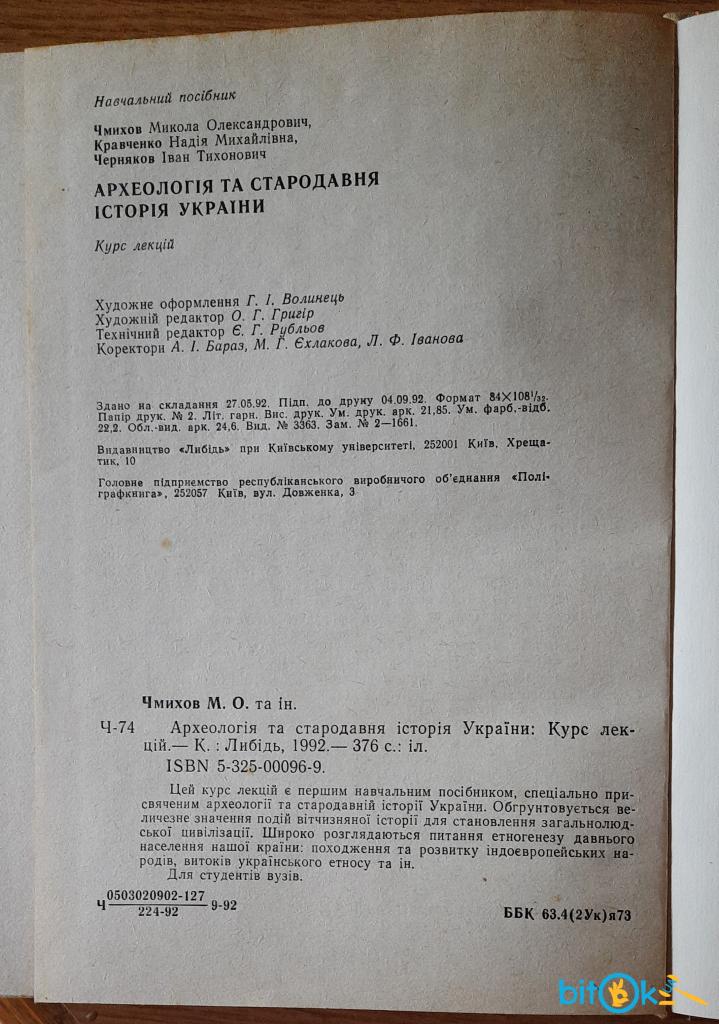 Навчальний посібник
Чмихов Микола Олександрович,
Кравченко Надія Михайлівна,
Черняков Іван Тихонович
АРХЕОЛОГІЯ ТА СТАРОДАВНЯ
ІСТОРІЯ УКРАЇНИ
Курс лекцій
Художнє оформлення Г. І. Волинець
Художній редактор О. Г. Григір
Технічний редактор Є. Г. Рубльов
Коректори А. І. Бараз, М. Г. Єхлакова, Л. Ф. Іванова
Здано на складання 27.05.92. Підп. до друку 04.09.92. Формат 84×108¹/₃₂.
Папір друк. № 2. Літ. гарн. Вис. друк. Ум. друк. арк. 21,85. Ум. фарб.-відб.
22,2. Обл.-вид. арк. 24,6. Вид. № 3363. Зам. № 2—1661.
Видавництво «Либідь» при Київському університеті, 252001 Київ, Хреща-
тик, 10
Головне підприємство республіканського виробничого об'єднання «Полі-
графкнига», 252057 Київ, вул. Довженка, 3
Чмихов М. О. та ін.
Ч-74 Археологія та стародавня історія України: Курс лек-
цій.— К. : Либідь, 1992.— 376 с.: іл.
ISBN 5-325-00096-9.
Цей курс лекцій є першим навчальним посібником, спеціально при-
свяченим археології та стародавній історії України. Обгрунтовується ве-
личезне значення подій вітчизняної історії для становлення загальнолюд-
ської цивілізації. Широко розглядаються питання етногенезу давнього
населення нашої країни: походження та розвитку індоєвропейських на-
родів, витоків українського етносу та ін.
Для студентів вузів.
Ч 0503020902-127 9-92
224-92
ББК 63.4(2Ук)я73
bitok.ua